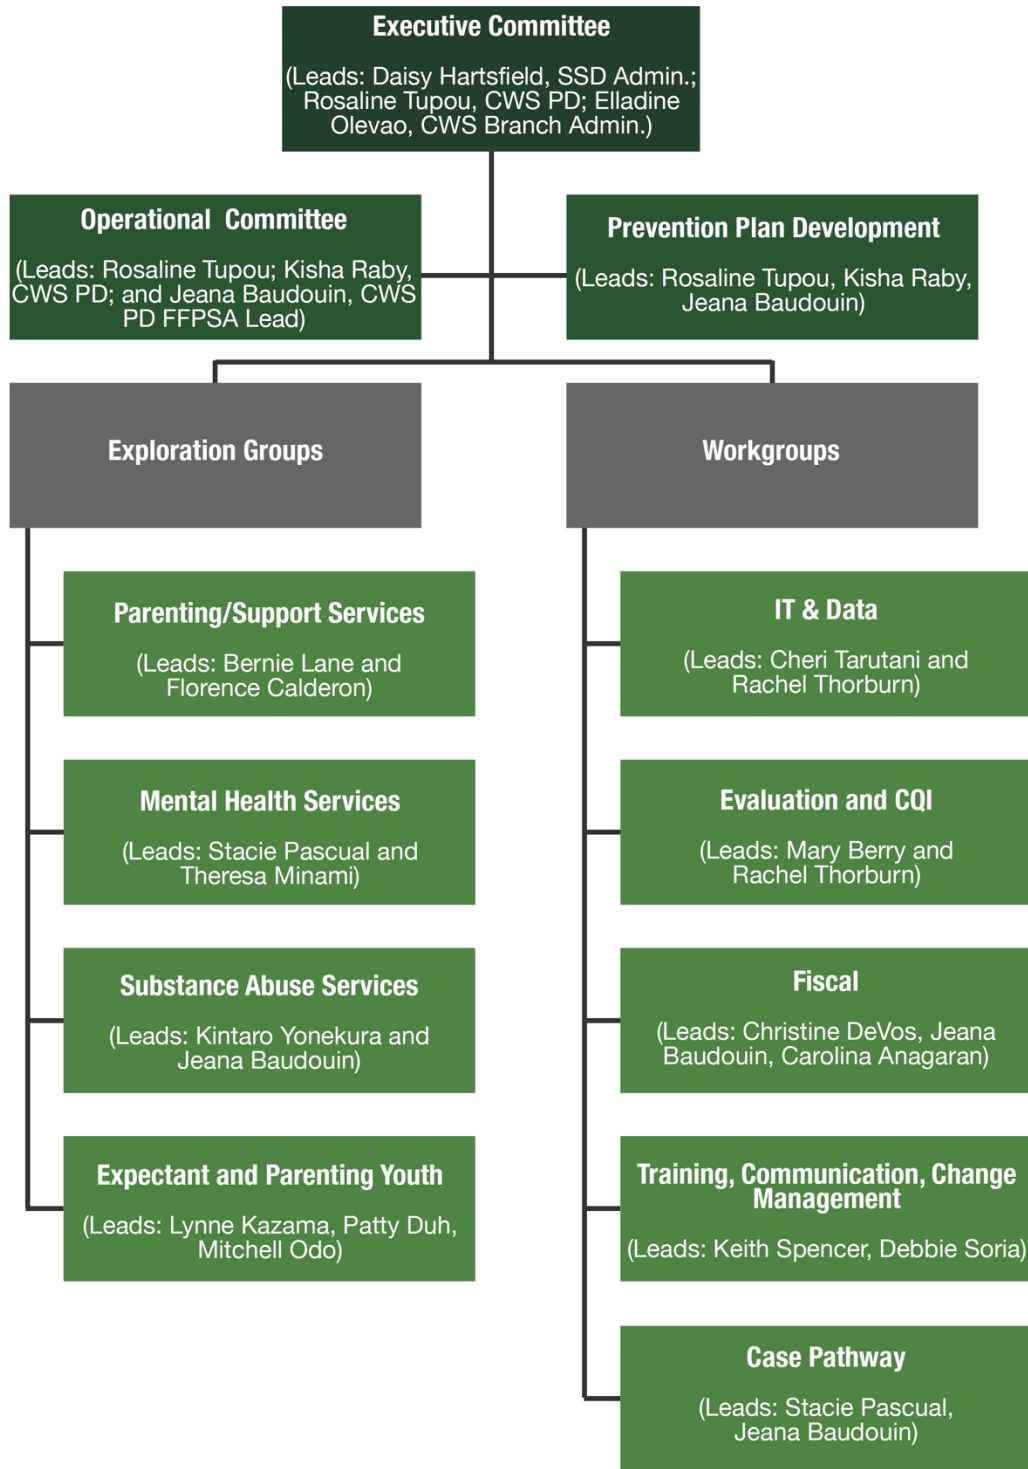 Executive Committee
(Leads: Daisy Hartsfield, SSD Admin.;
Rosaline Tupou, CWS PD; Elladine
Olevao, CWS Branch Admin.)
Operational Committee
(Leads: Rosaline Tupou; Kisha Raby,
CWS PD; and Jeana Baudouin, CWS
PD FFPSA Lead)
Prevention Plan Development
(Leads: Rosaline Tupou, Kisha Raby,
Jeana Baudouin)
Exploration Groups
Parenting/Support Services
(Leads: Bernie Lane and
Florence Calderon)
Mental Health Services
(Leads: Stacie Pascual and
Theresa Minami)
Substance Abuse Services
(Leads: Kintaro Yonekura and
Jeana Baudouin)
Expectant and Parenting Youth
(Leads: Lynne Kazama, Patty Duh,
Mitchell Odo)
Workgroups
IT & Data
(Leads: Cheri Tarutani and
Rachel Thorburn)
Evaluation and CQI
(Leads: Mary Berry and
Rachel Thorburn)
Fiscal
(Leads: Christine DeVos, Jeana
Baudouin, Carolina Anagaran)
Training, Communication, Change
Management
(Leads: Keith Spencer, Debbie Soria)
Case Pathway
(Leads: Stacie Pascual,
Jeana Baudouin)